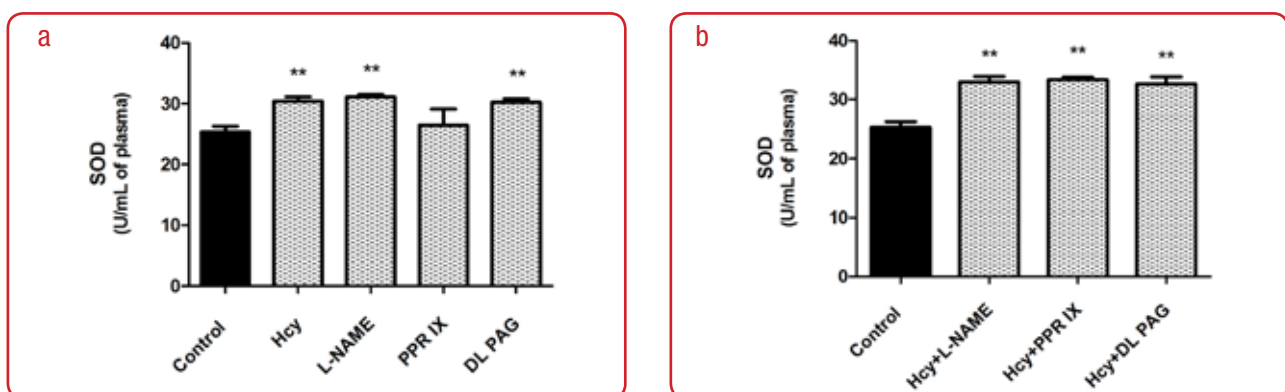 a
SOD
(U/mL of plasma)
40
30
20
10
0
** ** **
Control
Hcy
L-NAME
PPR IX
DL PAG
b
SOD
(U/mL of plasma)
40
30
20
10
0
** ** **
Control
Hcy+L-NAME
Hcy+PPR IX
Hcy+DL PAG